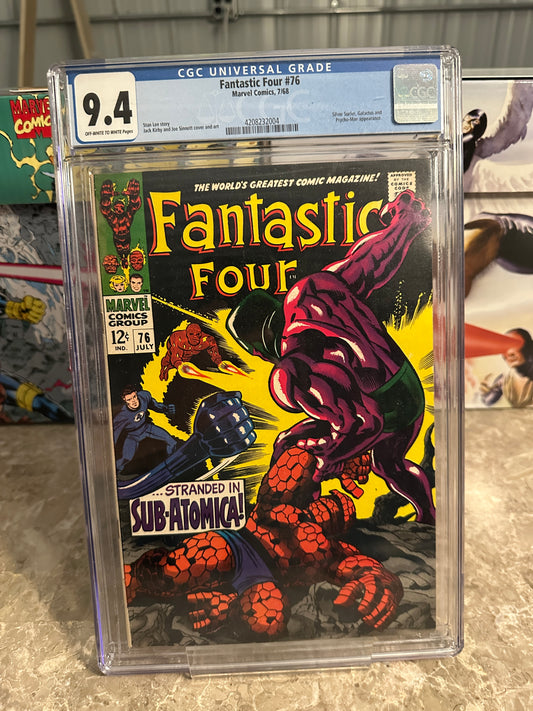 CGC UNIVERSAL GRADE
9.4
OFF-WHITE TO WHITE Pages
Fantastic Four #76
Marvel Comics, 7/68
Stan Lee story
Jack Kirby and Joe Sinnott cover and art
4208232004
Silver Surfer, Galactus and
Psycho-Man appearance.
CGC
MARVEL
COMICS
THE WORLD'S GREATEST COMIC MAGAZINE!
APPROVED
BY THE
COMICS
CODE
FANTASTIC
FOUR
MARVEL
COMICS
GROUP
12¢
IND.
76
JULY
...STRANDED IN
SUB-ATOMICA!